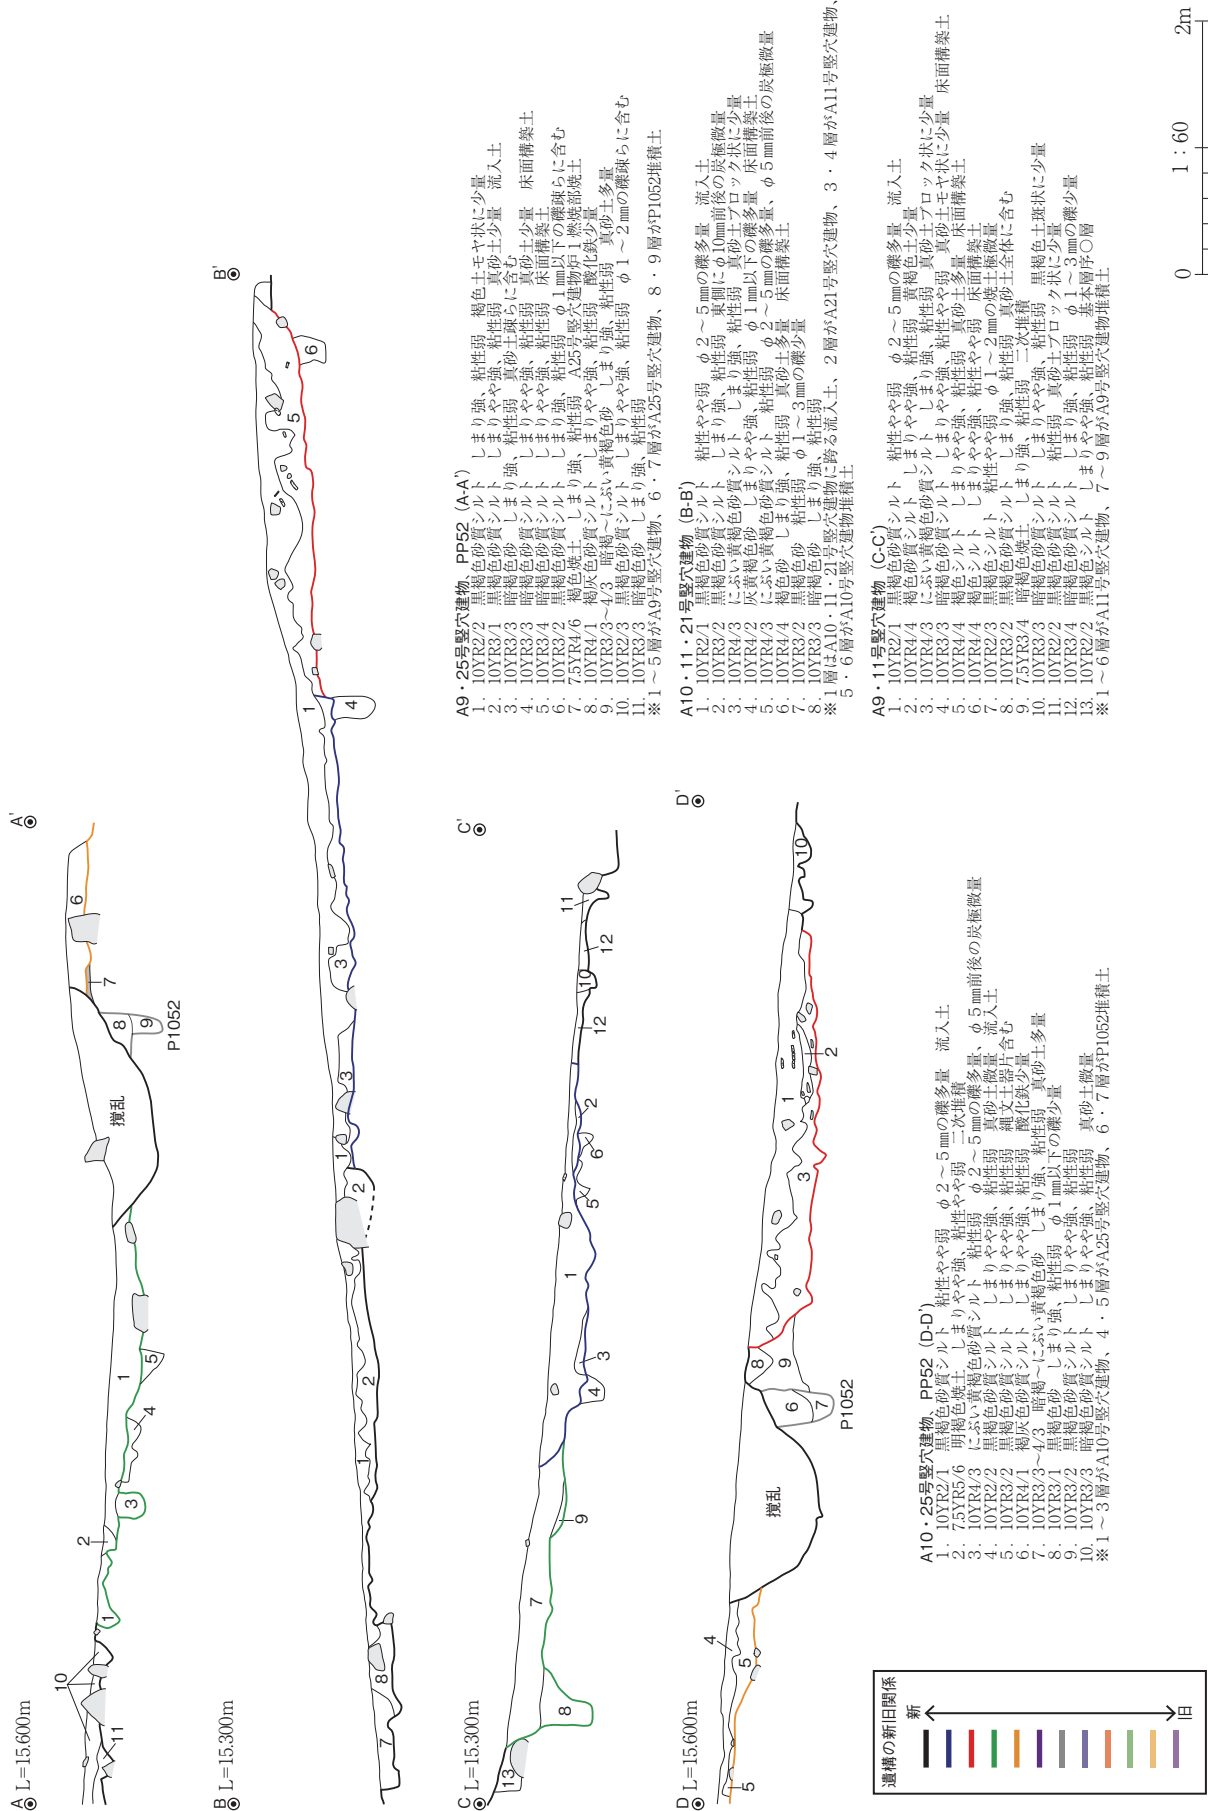 A L=15.600m
A'
10
11
1
2
3
1
4
5
攪乱
8
9
P1052
7
6
B L=15.300m
B'
7
8
1
2
2
1
3
3
1
4
5
6
C L=15.300m
C'
13
8
7
9
4
3
1
5
6
2
12
10
12
11
D L=15.600m
D'
5
4
5
攪乱
6
7
P1052
8
9
3
1
2
10
A9・25号竪穴建物、PP52 (A-A')
1. 10YR2/2 黒褐色砂質シルト しまり強、粘性弱 褐色土モヤ状に少量
2. 10YR3/1 黒褐色砂質シルト しまりやや強、粘性弱 真砂土少量 流入土
3. 10YR3/3 暗褐色砂 しまり強、粘性弱 真砂土疎らに含む
4. 10YR3/3 暗褐色砂質シルト しまりやや強、粘性弱 真砂土少量 床面構築土
5. 10YR3/4 暗褐色砂質シルト しまりやや強、粘性弱 床面構築土
6. 10YR3/2 黒褐色砂質シルト しまり強、粘性弱 φ1㎜以下の礫疎らに含む
7. 7.5YR4/6 褐色焼土 しまり強、粘性弱 A25号竪穴建物炉1燃焼部焼土
8. 10YR4/1 褐灰色砂質シルト しまりやや強、粘性弱 酸化鉄少量
9. 10YR3/3～4/3 暗褐～にぶい黄褐色砂 しまり強、粘性弱 真砂土多量
10. 10YR2/3 黒褐色砂質シルト しまりやや強、粘性弱 φ1～2㎜の礫疎らに含む
11. 10YR3/3 暗褐色砂 しまり強、粘性弱
※1～5層がA9号竪穴建物、6・7層がA25号竪穴建物、8・9層がP1052堆積土
A10・11・21号竪穴建物 (B-B')
1. 10YR2/1 黒褐色砂質シルト 粘性やや弱 φ2～5㎜の礫多量 流入土
2. 10YR3/2 黒褐色砂質シルト しまり強、粘性弱 東側にφ10㎜前後の炭極微量
3. 10YR4/3 にぶい黄褐色砂質シルト しまり強、粘性弱 真砂土ブロック状に少量
4. 10YR4/2 灰黄褐色砂 しまりやや強、粘性弱 φ1㎜以下の礫多量 床面構築土
5. 10YR4/3 にぶい黄褐色砂質シルト 粘性弱 φ2～5㎜の礫多量、φ5㎜前後の炭極微量
6. 10YR4/4 褐色砂 しまり強、粘性弱 真砂土多量 床面構築土
7. 10YR3/2 黒褐色砂 粘性弱 φ1～3㎜の礫少量
8. 10YR3/3 暗褐色砂 しまり強、粘性弱
※1層はA10・11・21号竪穴建物に跨る流入土、2層がA21号竪穴建物、3・4層がA11号竪穴建物、
5・6層がA10号竪穴建物堆積土
A9・11号竪穴建物 (C-C')
1. 10YR2/1 黒褐色砂質シルト 粘性やや弱 φ2～5㎜の礫多量 流入土
2. 10YR4/4 褐色砂質シルト しまりやや強、粘性弱 黄褐色土少量
3. 10YR4/3 にぶい黄褐色砂質シルト しまり強、粘性弱 真砂土ブロック状に少量
4. 10YR3/3 暗褐色砂質シルト しまりやや強、粘性やや弱 真砂土モヤ状に少量 床面構築土
5. 10YR4/4 褐色シルト しまりやや強、粘性弱 真砂土多量 床面構築土
6. 10YR4/4 褐色シルト しまりやや強、粘性やや弱 床面構築土
7. 10YR2/3 黒褐色シルト 粘性やや弱 φ1～2㎜の焼土極微量
8. 10YR3/2 黒褐色砂質シルト しまり強、粘性弱 真砂土全体に含む
9. 7.5YR3/4 暗褐色焼土 しまり強、粘性弱 二次堆積
10. 10YR3/3 暗褐色砂質シルト しまりやや強、粘性弱 黒褐色土斑状に少量
11. 10YR2/2 黒褐色砂質シルト 粘性弱 真砂土ブロック状に少量
12. 10YR3/4 暗褐色砂質シルト しまり強、粘性弱 φ1～3㎜の礫少量
13. 10YR2/2 黒褐色シルト しまりやや強、粘性弱 基本層序〇層
※1～6層がA11号竪穴建物、7～9層がA9号竪穴建物堆積土
A10・25号竪穴建物、PP52 (D-D')
1. 10YR2/1 黒褐色砂質シルト 粘性やや弱 φ2～5㎜の礫多量 流入土
2. 7.5YR5/6 明褐色焼土 しまりやや強、粘性やや弱 二次堆積
3. 10YR4/3 にぶい黄褐色砂質シルト 粘性弱 φ2～5㎜の礫多量、φ5㎜前後の炭極微量
4. 10YR2/2 黒褐色砂質シルト しまりやや強、粘性弱 真砂土微量 流入土
5. 10YR3/2 黒褐色砂質シルト しまりやや強、粘性弱 縄文土器片含む
6. 10YR4/1 褐灰色砂質シルト しまりやや強、粘性弱 酸化鉄少量
7. 10YR3/3～4/3 暗褐～にぶい黄褐色砂 しまり強、粘性弱 真砂土多量
8. 10YR3/1 黒褐色砂 しまり強、粘性弱 φ1㎜以下の礫少量
9. 10YR3/2 黒褐色砂質シルト しまりやや強、粘性弱
10. 10YR3/3 暗褐色砂質シルト しまりやや強、粘性弱 真砂土微量
※1～3層がA10号竪穴建物、4・5層がA25号竪穴建物、6・7層がP1052堆積土
遺構の新旧関係
新
旧
0 1:60 2m